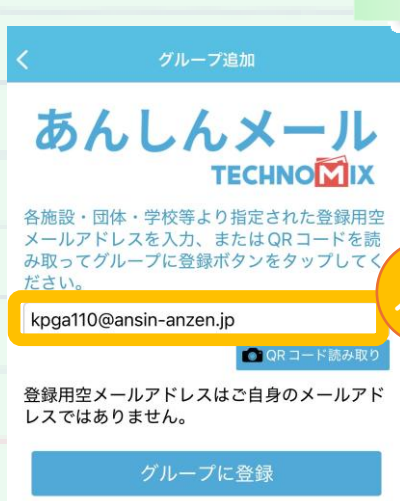 グループ追加
あんしんメール
TECHNOMIX
各施設・団体・学校等より指定された登録用空
メールアドレスを入力、またはQRコードを読
み取ってグループに登録ボタンをタップしてく
ださい。
kpga110@ansin-anzen.jp
QRコード読み取り
登録用空メールアドレスはご自身のメールアド
レスではありません。
グループに登録